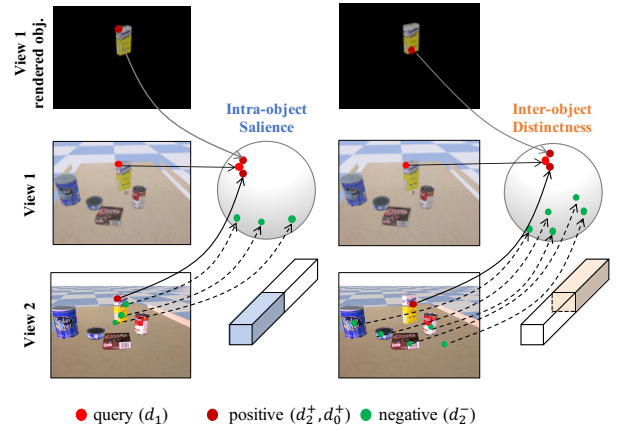 View 1
rendered obj.
Intra-object
Salience
Inter-object
Distinctness
View 1
View 2
query (𝑑₁)
positive (𝑑₂⁺,𝑑₀⁺)
negative (𝑑₂⁻)